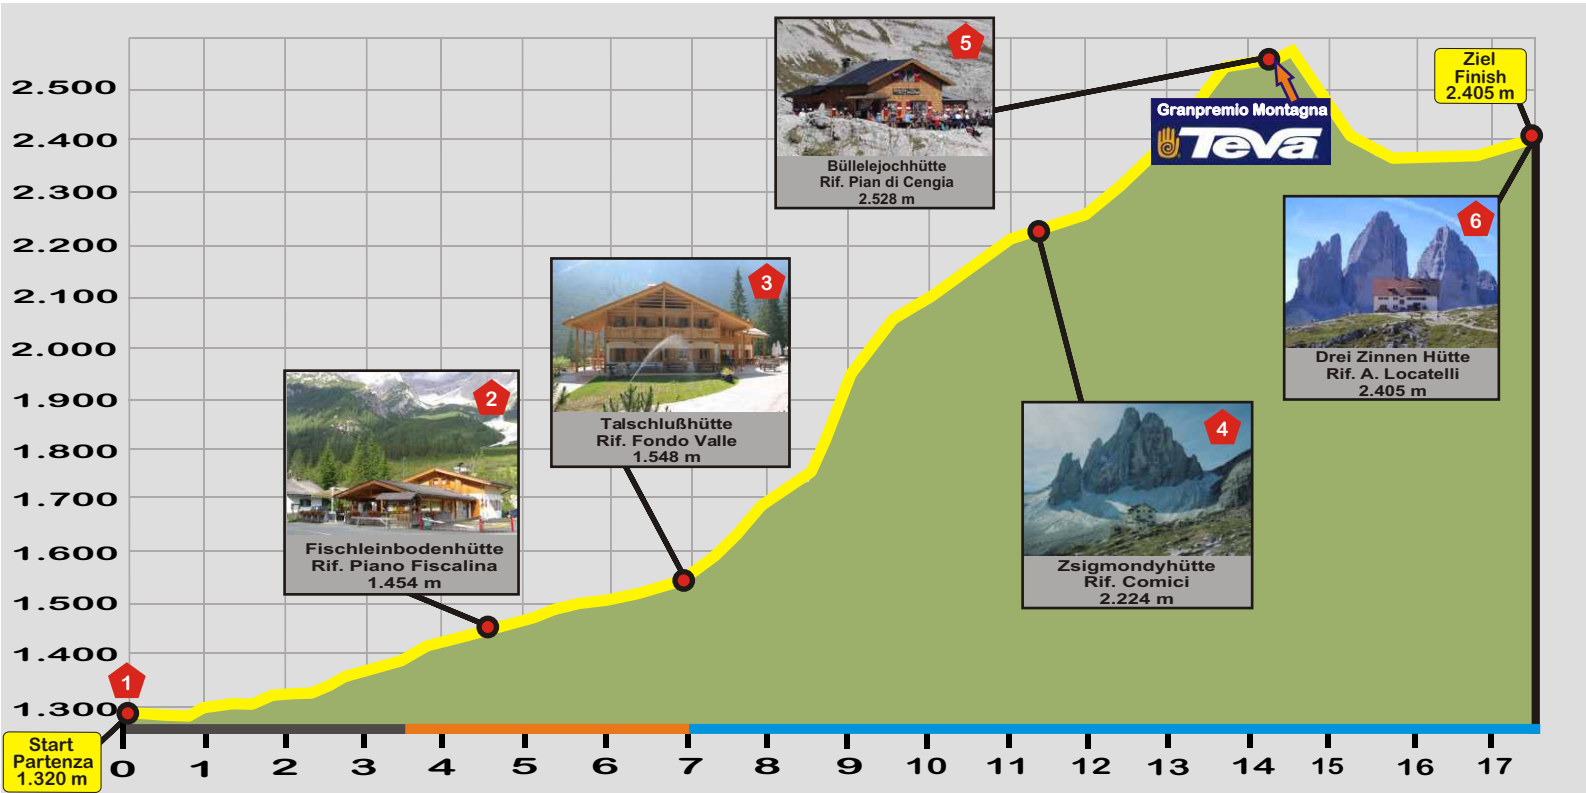 5
Büllelejochhütte
Rif. Pian di Cengia
2.528 m
Granpremio Montagna
Teva
Ziel
Finish
2.405 m
6
Drei Zinnen Hütte
Rif. A. Locatelli
2.405 m
3
Talschlußhütte
Rif. Fondo Valle
1.548 m
2
Fischleinbodenhütte
Rif. Piano Fiscalina
1.454 m
4
Zsigmondyhütte
Rif. Comici
2.224 m
2.500
2.400
2.300
2.200
2.100
2.000
1.900
1.800
1.700
1.600
1.500
1.400
1.300
1
Start
Partenza
1.320 m
0 1 2 3 4 5 6 7 8 9 10 11 12 13 14 15 16 17